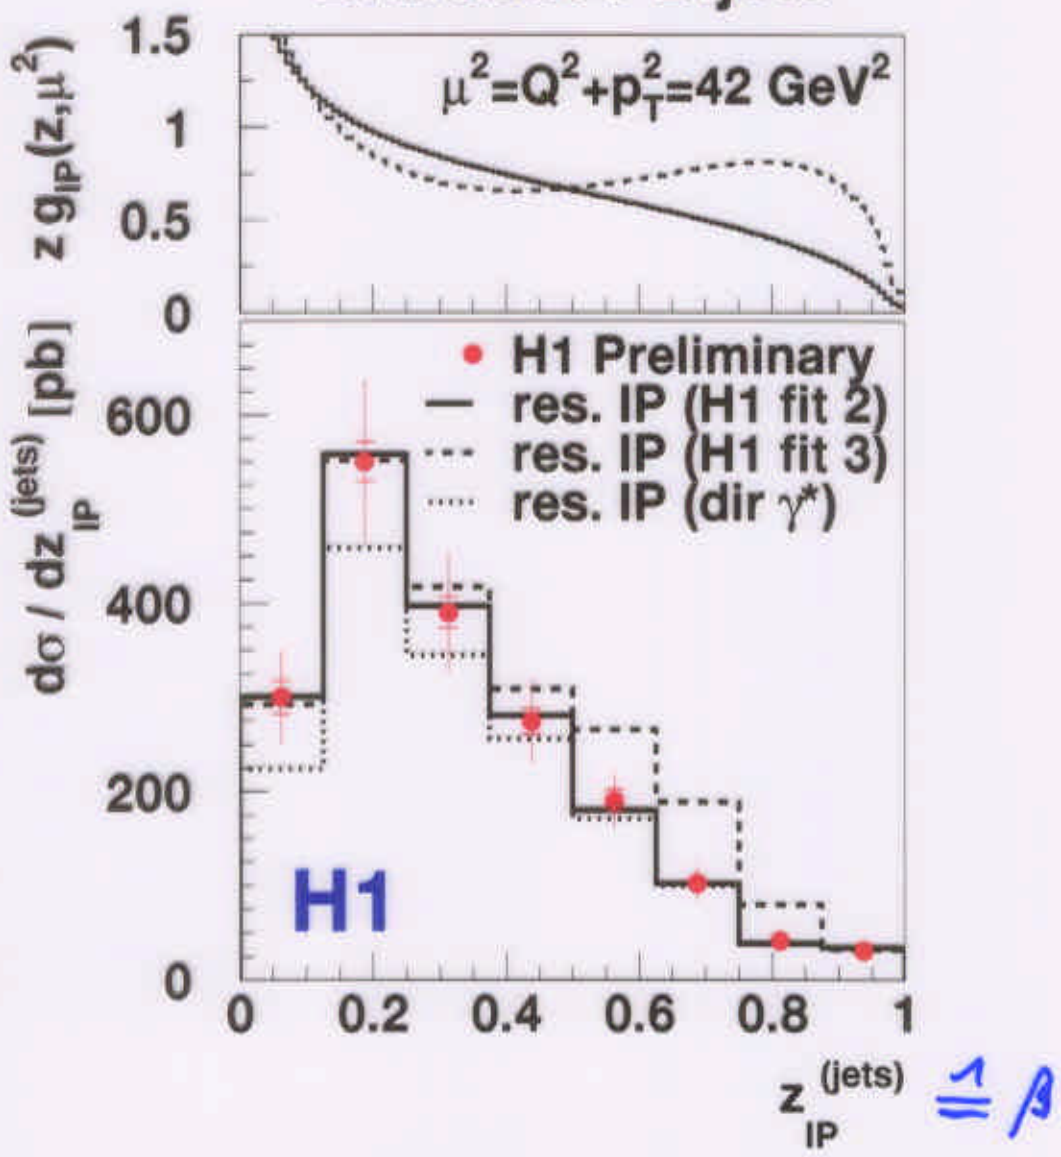 1.5
1
0.5
0
z g_IP(z,μ²)
μ²=Q²+p_T²=42 GeV²
600
400
200
0
dσ / dz_IP^(jets) [pb]
H1 Preliminary
res. IP (H1 fit 2)
res. IP (H1 fit 3)
res. IP (dir γ*)
H1
0 0.2 0.4 0.6 0.8 1
z_IP^(jets) ≙ β